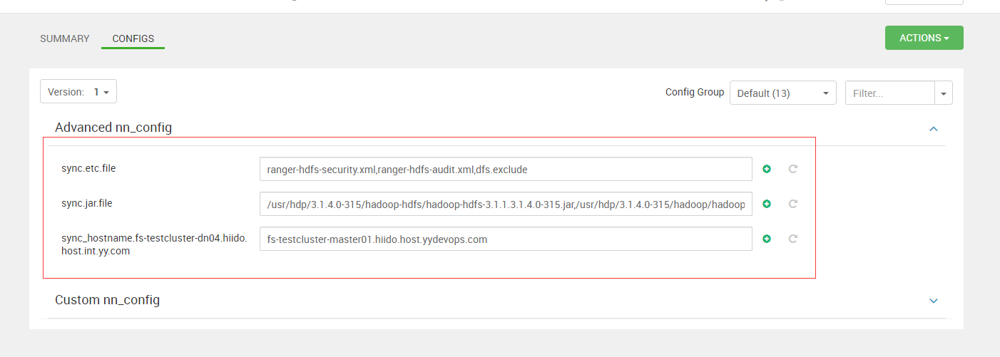 SUMMARY CONFIGS ACTIONS
Version: 1 Config Group Default (13) Filter...
Advanced nn_config
sync.etc.file ranger-hdfs-security.xml,ranger-hdfs-audit.xml,dfs.exclude
sync.jar.file /usr/hdp/3.1.4.0-315/hadoop-hdfs/hadoop-hdfs-3.1.1.3.1.4.0-315.jar,/usr/hdp/3.1.4.0-315/hadoop/hadoop
sync_hostname.fs-testcluster-dn04.hiido.
host.int.yy.com
fs-testcluster-master01.hiido.host.yydevops.com
Custom nn_config